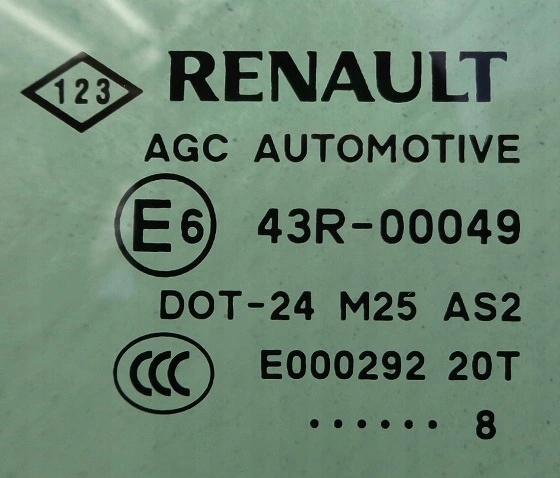 123 RENAULT
AGC AUTOMOTIVE
E6 43R-00049
DOT-24 M25 AS2
CCC E000292 20T
...... 8